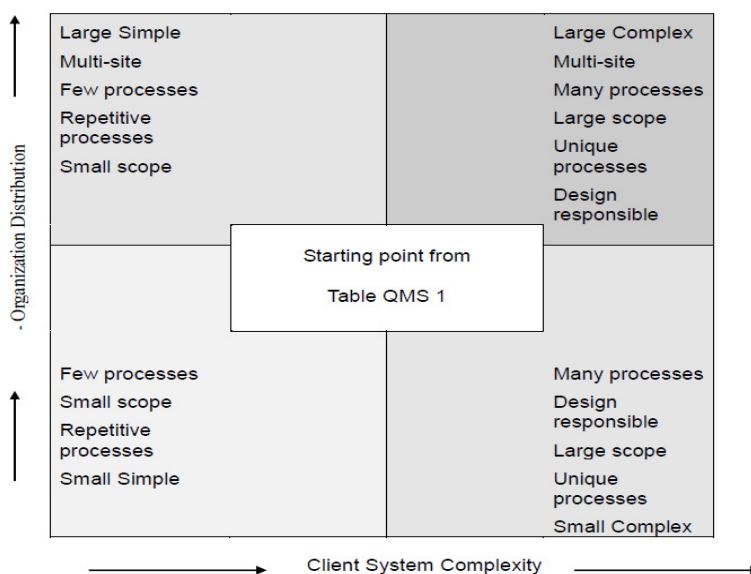 Large Simple
Multi-site
Few processes
Repetitive
processes
Small scope
Large Complex
Multi-site
Many processes
Large scope
Unique
processes
Design
responsible
- Organization Distribution
Starting point from
Table QMS 1
Few processes
Small scope
Repetitive
processes
Small Simple
Many processes
Design
responsible
Large scope
Unique
processes
Small Complex
Client System Complexity